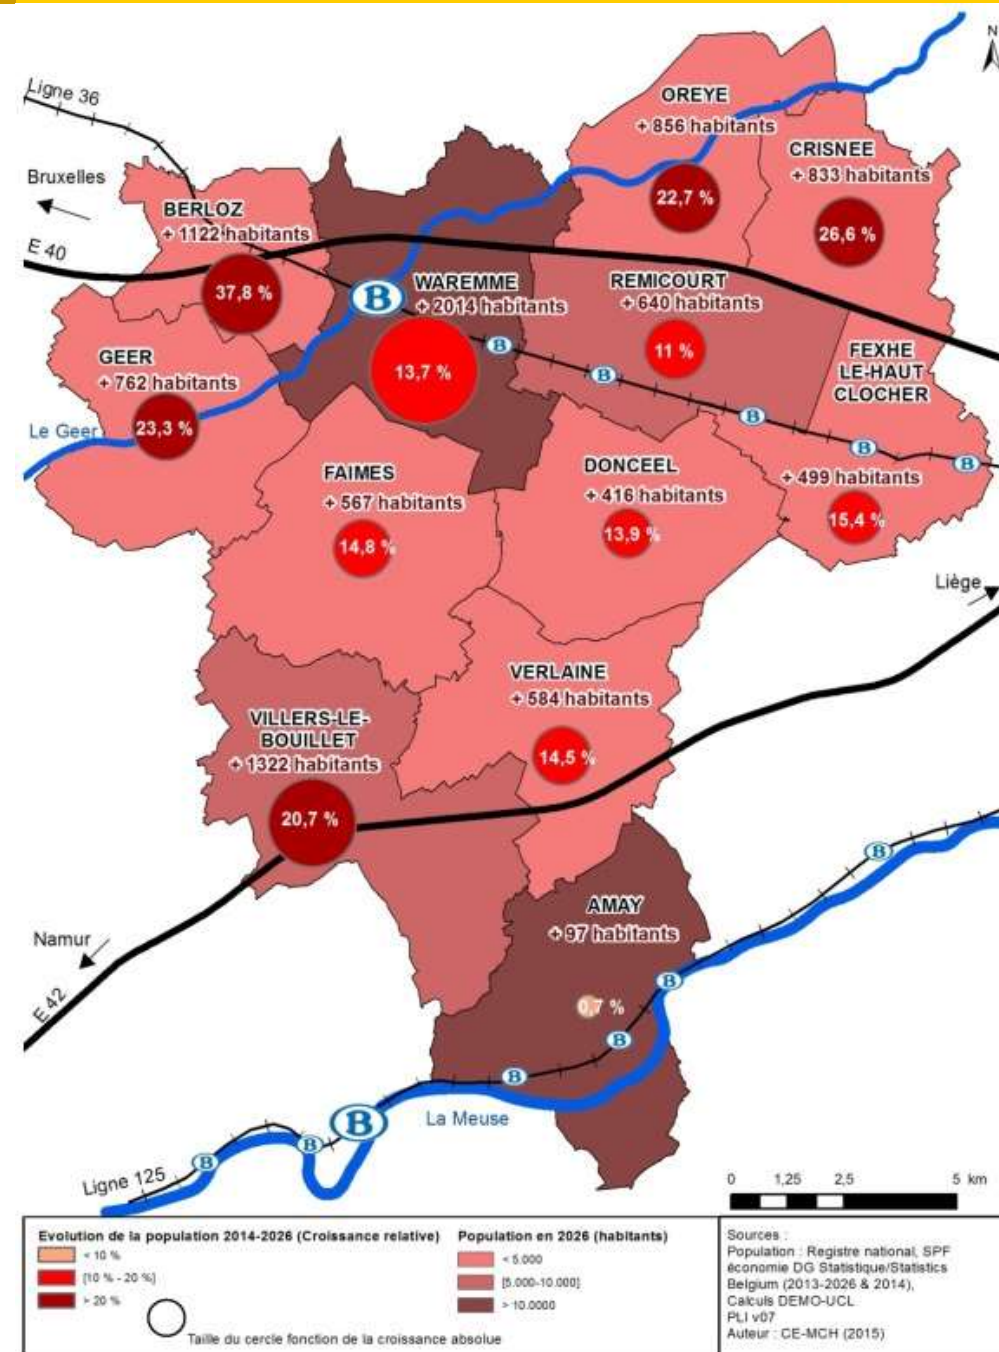 N
Ligne 36
OREYE
+ 856 habitants
CRISNEE
+ 833 habitants
Bruxelles
22,7 %
BERLOZ
+ 1122 habitants
26,6 %
E 40
WAREMME
+ 2014 habitants
REMICOURT
+ 640 habitants
37,8 %
B
B
11 %
GEER
+ 762 habitants
13,7 %
B
FEXHE
LE-HAUT
CLOCHER
Le Geer
23,3 %
B
B
B
FAIMES
+ 567 habitants
DONCEEL
+ 416 habitants
+ 499 habitants
14,8 %
13,9 %
15,4 %
Liège
VERLAINE
+ 584 habitants
VILLERS-LE-
BOUILLET
+ 1322 habitants
14,5 %
20,7 %
B
AMAY
+ 97 habitants
Namur
E 42
B
0,7 %
B
B
La Meuse
B
B
B
Ligne 125
0 1,25 2,5 5 km
Evolution de la population 2014-2026 (Croissance relative)
< 10 %
[10 % - 20 %]
> 20 %
Taille du cercle fonction de la croissance absolue
Population en 2026 (habitants)
< 5.000
[5.000-10.000]
> 10.0000
Sources :
Population : Registre national, SPF
économie DG Statistique/Statistics
Belgium (2013-2026 & 2014),
Calculs DEMO-UCL
PLI v07
Auteur : CE-MCH (2015)